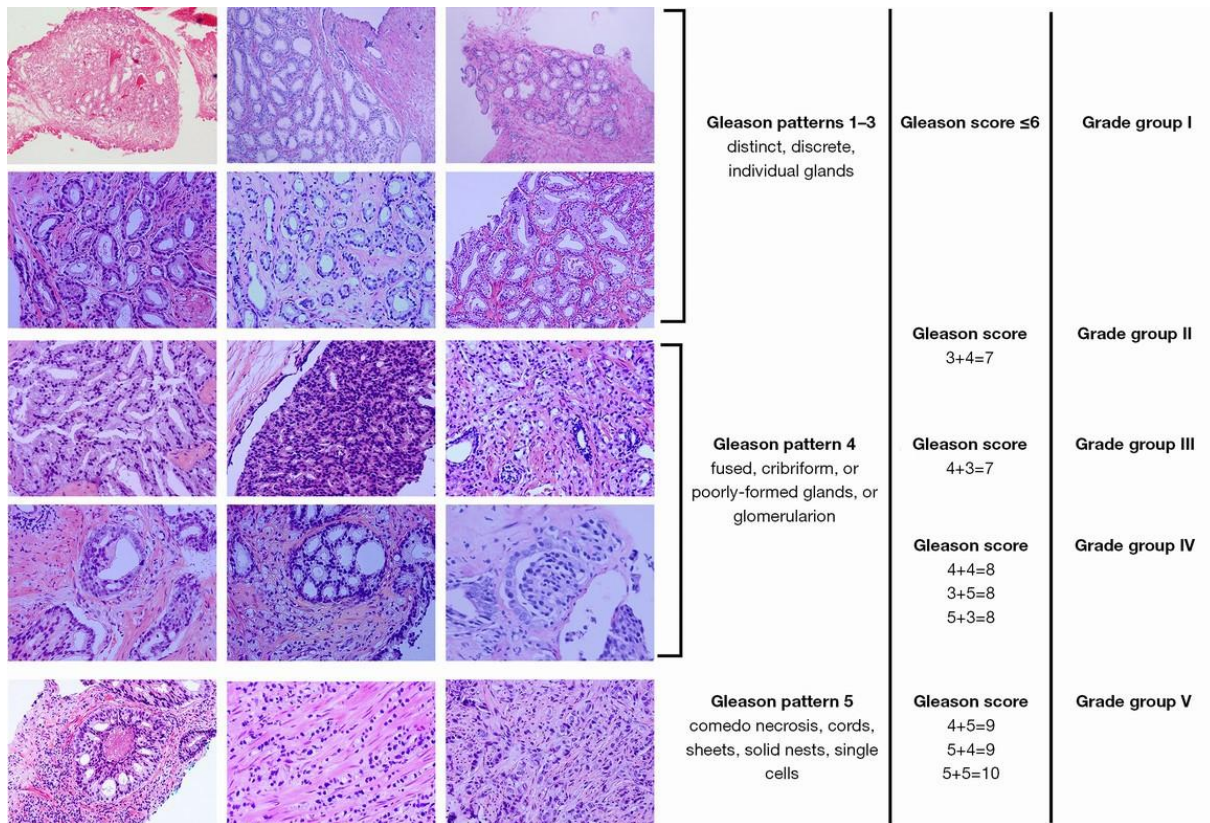 Gleason patterns 1–3
distinct, discrete,
individual glands
Gleason score ≤6
Grade group I
Gleason score
3+4=7
Grade group II
Gleason pattern 4
fused, cribriform, or
poorly-formed glands, or
glomerularion
Gleason score
4+3=7
Grade group III
Gleason score
4+4=8
3+5=8
5+3=8
Grade group IV
Gleason pattern 5
comedo necrosis, cords,
sheets, solid nests, single
cells
Gleason score
4+5=9
5+4=9
5+5=10
Grade group V